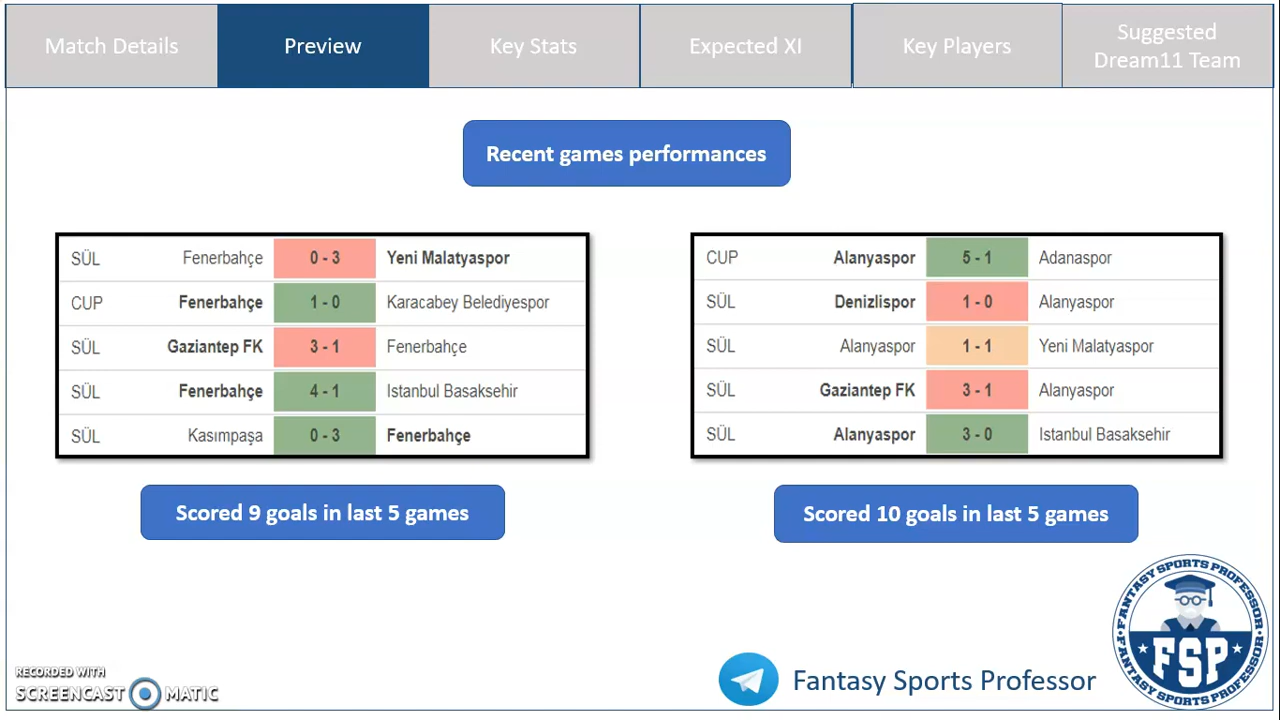 Match Details
Preview
Key Stats
Expected XI
Key Players
Suggested
Dream11 Team
Recent games performances
SÜL Fenerbahçe 0 - 3 Yeni Malatyaspor
CUP Fenerbahçe 1 - 0 Karacabey Belediyespor
SÜL Gaziantep FK 3 - 1 Fenerbahçe
SÜL Fenerbahçe 4 - 1 Istanbul Basaksehir
SÜL Kasımpaşa 0 - 3 Fenerbahçe
Scored 9 goals in last 5 games
CUP Alanyaspor 5 - 1 Adanaspor
SÜL Denizlispor 1 - 0 Alanyaspor
SÜL Alanyaspor 1 - 1 Yeni Malatyaspor
SÜL Gaziantep FK 3 - 1 Alanyaspor
SÜL Alanyaspor 3 - 0 Istanbul Basaksehir
Scored 10 goals in last 5 games
RECORDED WITH
SCREENCAST MATIC
Fantasy Sports Professor
FANTASY SPORTS PROFESSOR
FANTASY SPORTS PROFESSOR
FSP